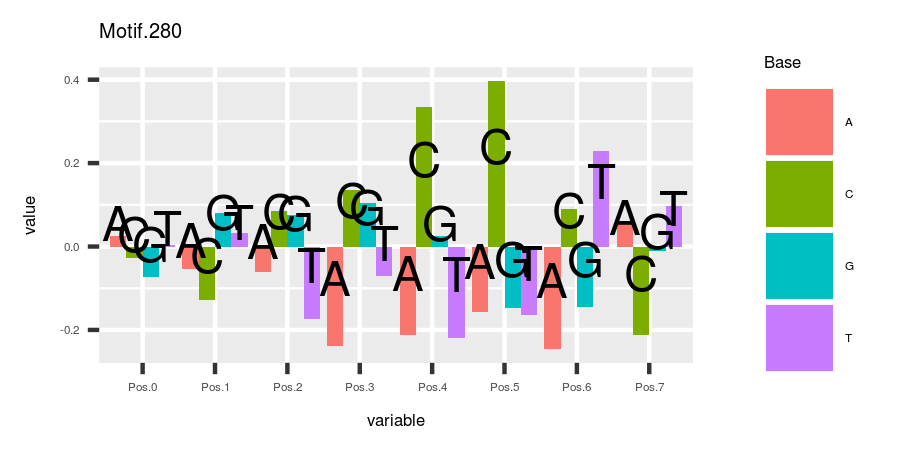 Motif.280
value
0.4
0.2
0.0
-0.2
A C G T A C G T A C G T A C G T A C G T A C G T A C G T A C G T
Pos.0 Pos.1 Pos.2 Pos.3 Pos.4 Pos.5 Pos.6 Pos.7
variable
Base
A
C
G
T